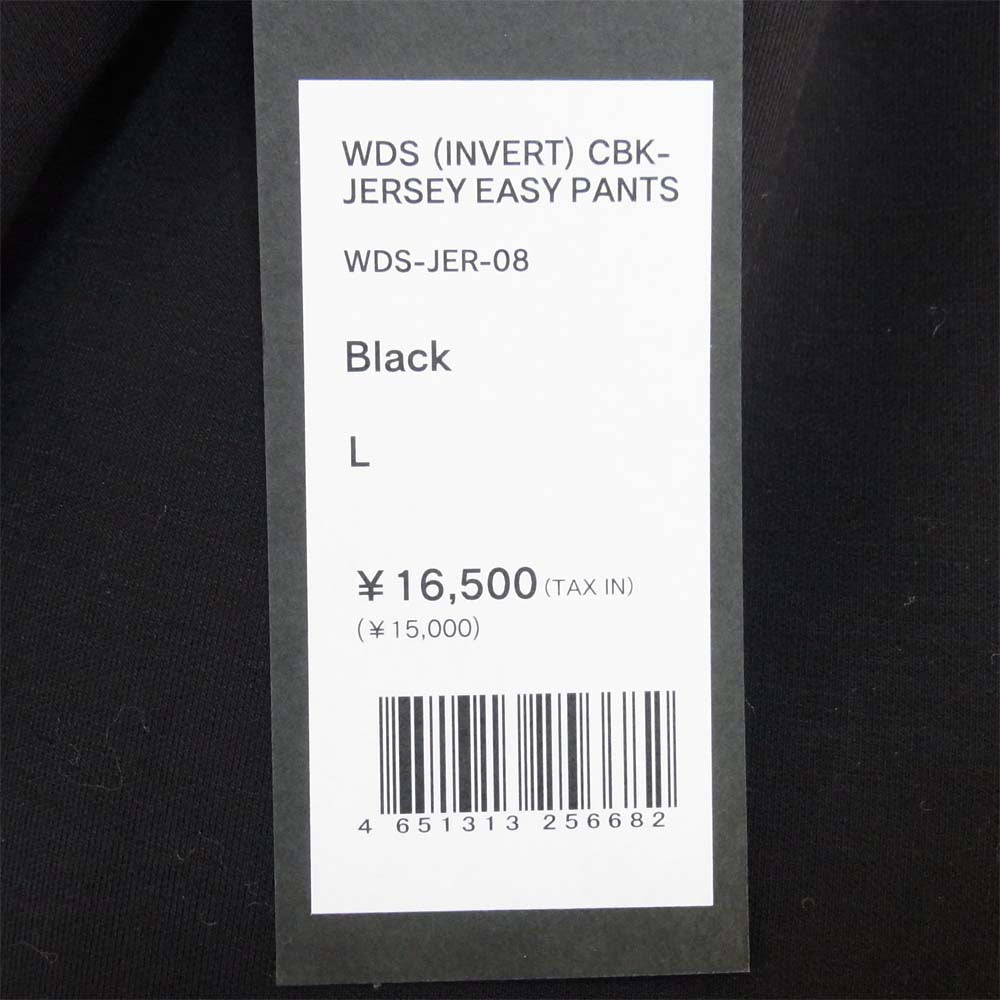 WDS (INVERT) CBK-
JERSEY EASY PANTS
WDS-JER-08
Black
L
¥16,500 (TAX IN)
(¥15,000)
4 651313 256682